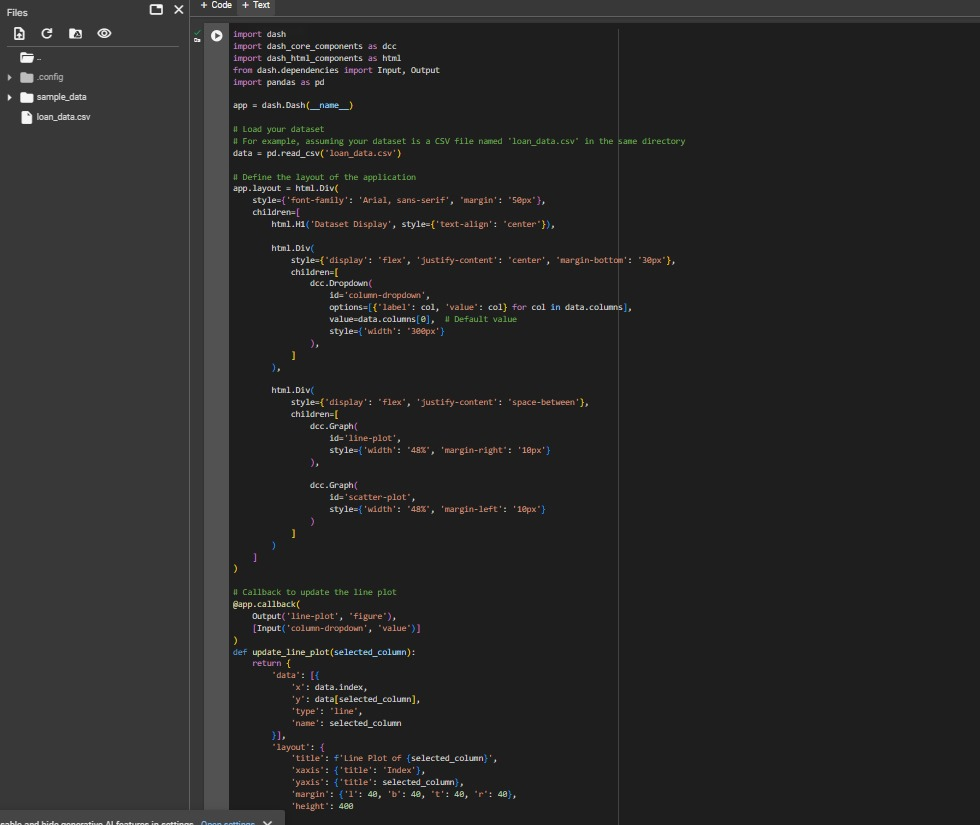 Files
+ Code + Text
..
.config
sample_data
loan_data.csv
import dash
import dash_core_components as dcc
import dash_html_components as html
from dash.dependencies import Input, Output
import pandas as pd
app = dash.Dash(__name__)
# Load your dataset
# For example, assuming your dataset is a CSV file named 'loan_data.csv' in the same directory
data = pd.read_csv('loan_data.csv')
# Define the layout of the application
app.layout = html.Div(
    style={'font-family': 'Arial, sans-serif', 'margin': '50px'},
    children=[
        html.H1('Dataset Display', style={'text-align': 'center'}),
        html.Div(
            style={'display': 'flex', 'justify-content': 'center', 'margin-bottom': '30px'},
            children=[
                dcc.Dropdown(
                    id='column-dropdown',
                    options=[{'label': col, 'value': col} for col in data.columns],
                    value=data.columns[0],  # Default value
                    style={'width': '300px'}
                ),
            ]
        ),
        html.Div(
            style={'display': 'flex', 'justify-content': 'space-between'},
            children=[
                dcc.Graph(
                    id='line-plot',
                    style={'width': '48%', 'margin-right': '10px'}
                ),
                dcc.Graph(
                    id='scatter-plot',
                    style={'width': '48%', 'margin-left': '10px'}
                )
            ]
        )
    ]
)
# Callback to update the line plot
@app.callback(
    Output('line-plot', 'figure'),
    [Input('column-dropdown', 'value')]
)
def update_line_plot(selected_column):
    return {
        'data': [{
            'x': data.index,
            'y': data[selected_column],
            'type': 'line',
            'name': selected_column
        }],
        'layout': {
            'title': f'Line Plot of {selected_column}',
            'xaxis': {'title': 'Index'},
            'yaxis': {'title': selected_column},
            'margin': {'l': 40, 'b': 40, 't': 40, 'r': 40},
            'height': 400
and hide generative AI features in settings. Open settings